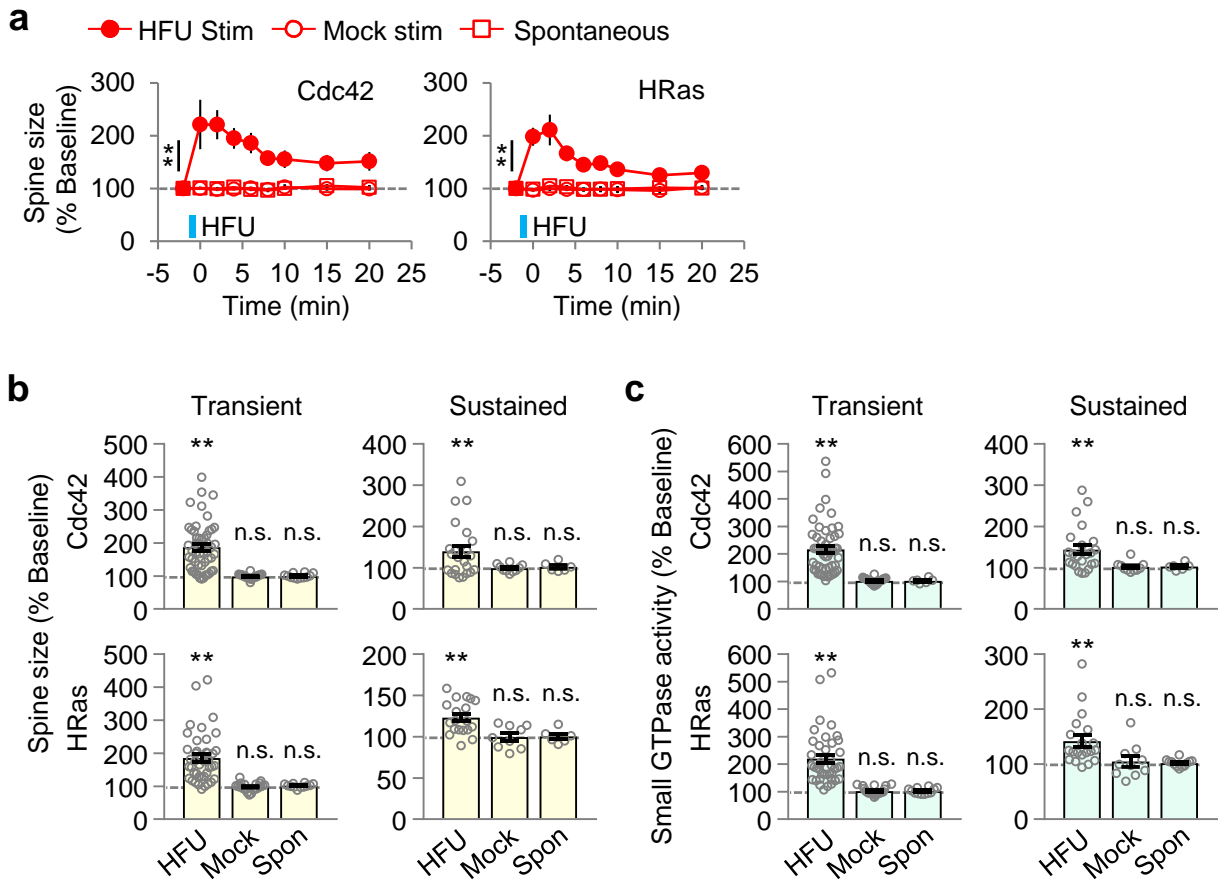 a
HFU Stim Mock stim Spontaneous
Spine size
(% Baseline)
300
200
100
0
Cdc42
**
HFU
-5 0 5 10 15 20 25
Time (min)
300
200
100
0
HRas
**
HFU
-5 0 5 10 15 20 25
Time (min)
b
Spine size (% Baseline)
Transient
Cdc42
500
400
300
200
100
0
**
n.s. n.s.
Sustained
400
300
200
100
0
**
n.s. n.s.
HRas
500
400
300
200
100
0
**
n.s. n.s.
HFU Mock Spon
200
150
100
50
0
**
n.s. n.s.
HFU Mock Spon
c
Small GTPase activity (% Baseline)
Transient
Cdc42
600
500
400
300
200
100
0
**
n.s. n.s.
Sustained
400
300
200
100
0
**
n.s. n.s.
HRas
600
500
400
300
200
100
0
**
n.s. n.s.
HFU Mock Spon
300
200
100
0
**
n.s. n.s.
HFU Mock Spon